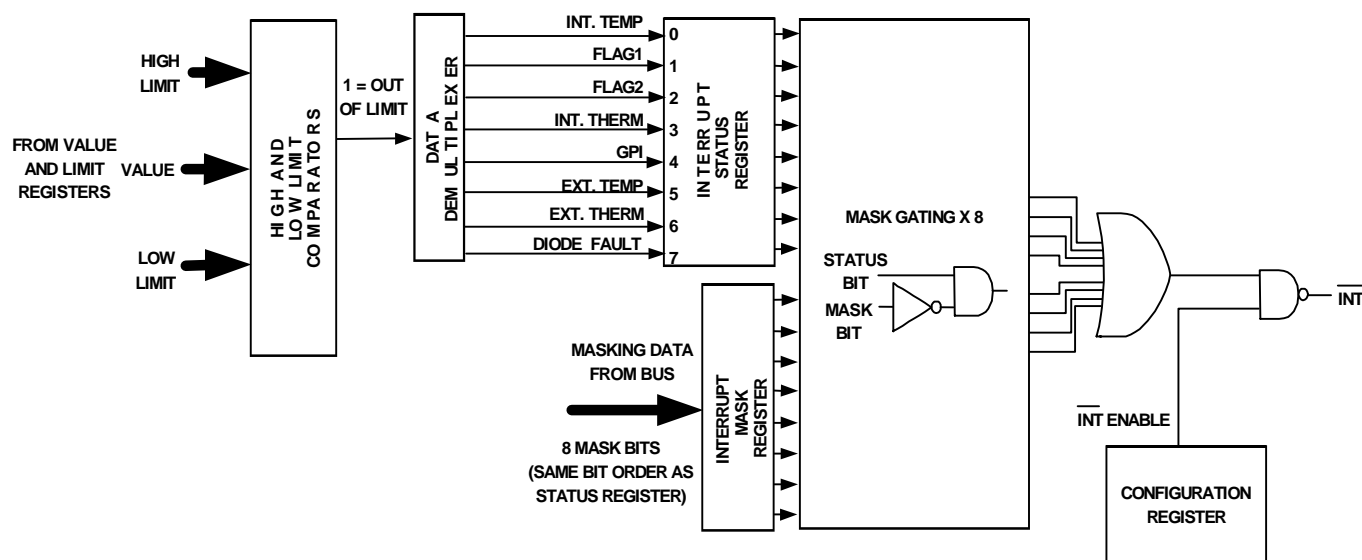 HIGH
LIMIT
FROM VALUE
AND LIMIT
REGISTERS
VALUE
LOW
LIMIT
HIGH AND
LOW LIMIT
COMPARATORS
1 = OUT
OF LIMIT
DATA
DEMULTIPLEXER
INT. TEMP
FLAG1
FLAG2
INT. THERM
GPI
EXT. TEMP
EXT. THERM
DIODE FAULT
0
1
2
3
4
5
6
7
INTERRUPT
STATUS
REGISTER
MASKING DATA
FROM BUS
8 MASK BITS
(SAME BIT ORDER AS
STATUS REGISTER)
INTERRUPT
MASK
REGISTER
MASK GATING X 8
STATUS
BIT
MASK
BIT
INT
INT ENABLE
CONFIGURATION
REGISTER